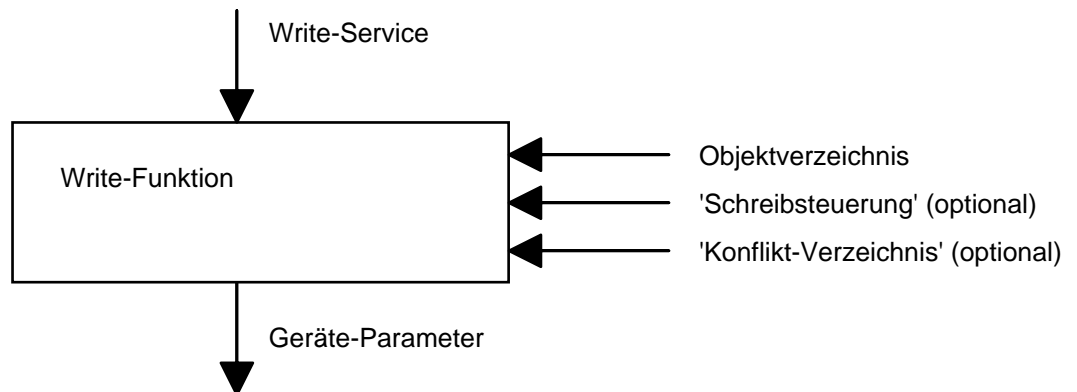 Write-Service
Write-Funktion
Objektverzeichnis
'Schreibsteuerung' (optional)
'Konflikt-Verzeichnis' (optional)
Geräte-Parameter